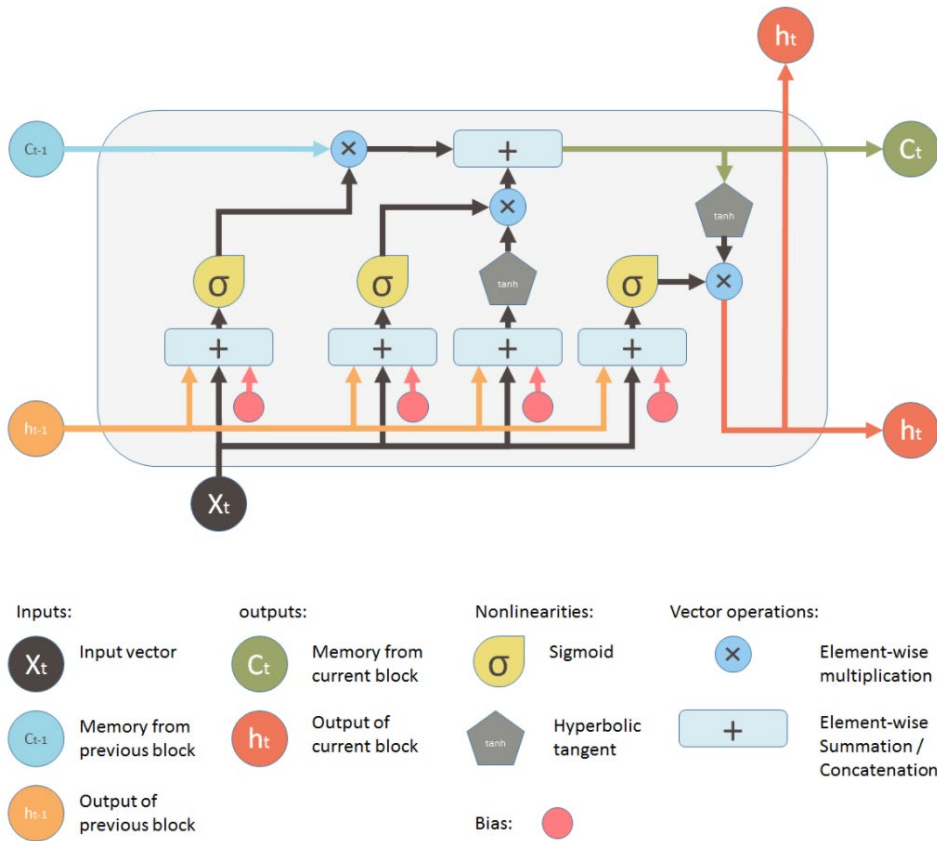 ht
Ct-1
×
+
Ct
×
tanh
σ
σ
tanh
σ
×
+
+
+
+
ht-1
ht
Xt
Inputs:
outputs:
Nonlinearities:
Vector operations:
Xt
Input vector
Ct
Memory from
current block
σ
Sigmoid
×
Element-wise
multiplication
Ct-1
Memory from
previous block
ht
Output of
current block
tanh
Hyperbolic
tangent
+
Element-wise
Summation /
Concatenation
ht-1
Output of
previous block
Bias: